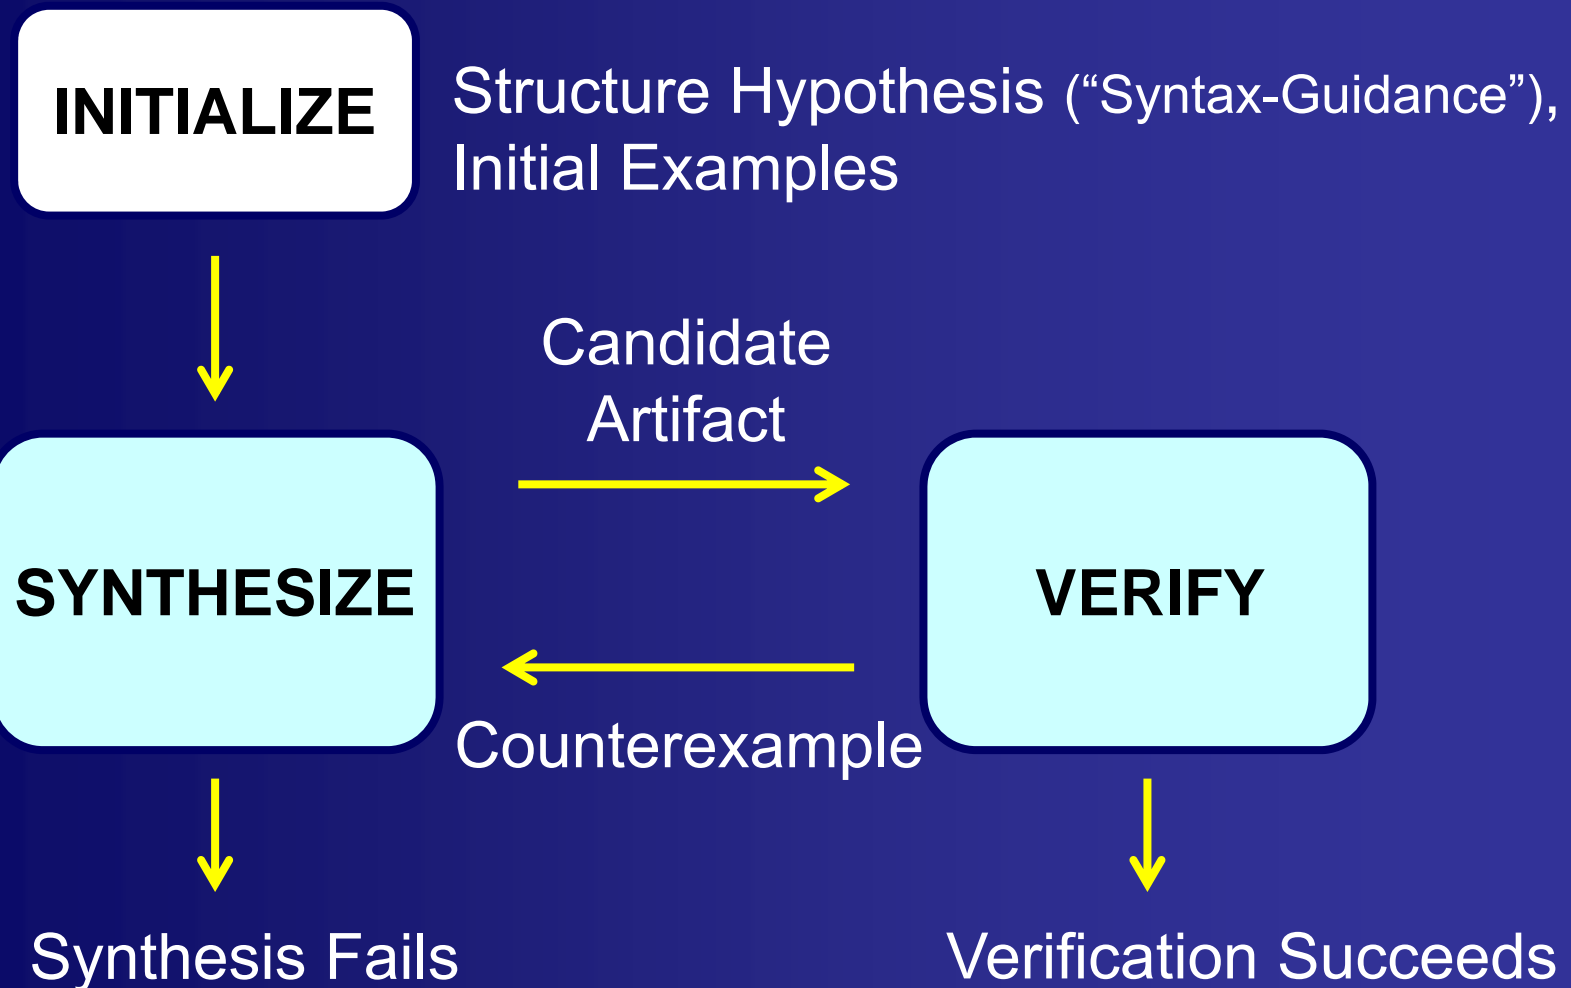 INITIALIZE
Structure Hypothesis (“Syntax-Guidance”),
Initial Examples
Candidate
Artifact
SYNTHESIZE
VERIFY
Counterexample
Synthesis Fails
Verification Succeeds